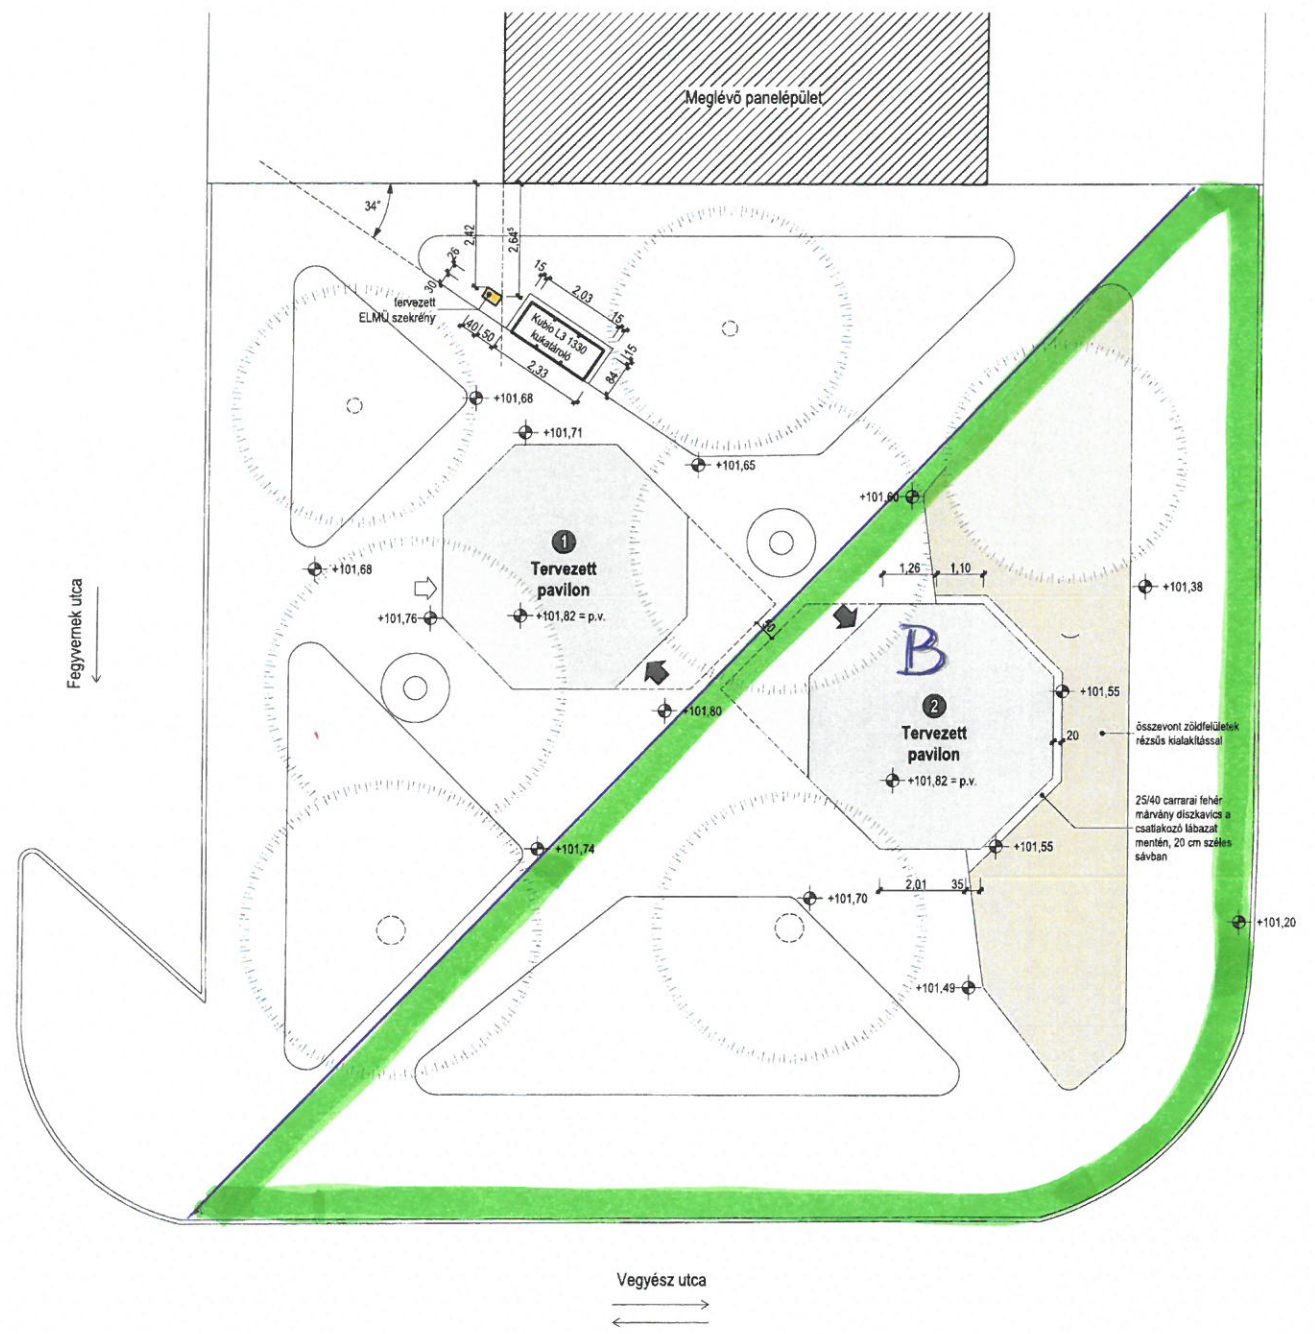 Meglévő panelépület
34°
2,42
2,64⁵
26
30
15
2,03
15
tervezett
ELMŰ szekrény
Kubio L3 1330
kukatároló
15
40
50
2,33
84
+101,68
+101,71
+101,65
+101,60
1
Tervezett
pavilon
+101,68
1,26
1,10
+101,38
+101,76
+101,82 = p.v.
50
B
+101,80
2
Tervezett
pavilon
+101,55
20
összevont zöldfelületek
rézsűs kialakítással
+101,82 = p.v.
25/40 carrarai fehér
márvány díszkavics a
csatlakozó lábazat
mentén, 20 cm széles
sávban
+101,74
+101,55
2,01
35
+101,70
+101,20
+101,49
Fegyvernek utca
Vegyész utca